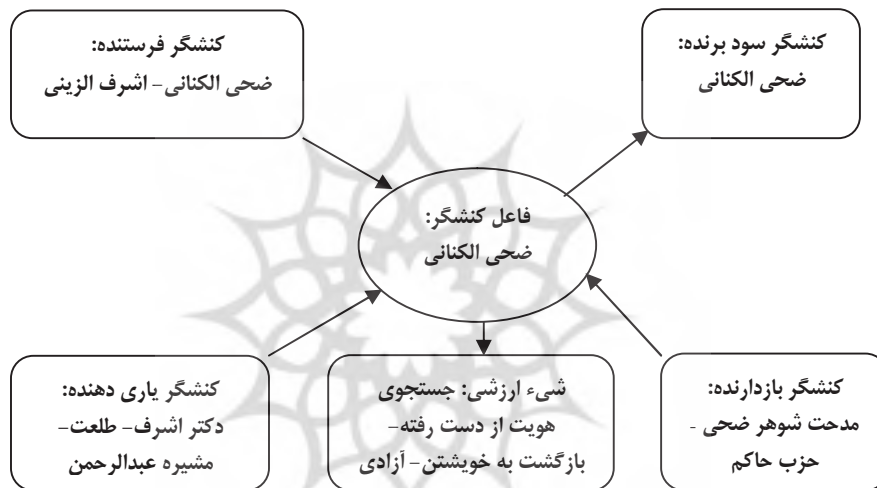 کنشگر سود برنده:
ضحی الکنانی
کنشگر فرستنده:
ضحی الکنانی- اشرف الزینی
فاعل کنشگر:
ضحی الکنانی
کنشگر بازدارنده:
مدحت شوهر ضحی -
حزب حاکم
شیء ارزشی: جستجوی
هویت از دست رفته-
بازگشت به خویشتن- آزادی
کنشگر یاری دهنده:
دکتر اشرف- طلعت-
مشیره عبدالرحمن